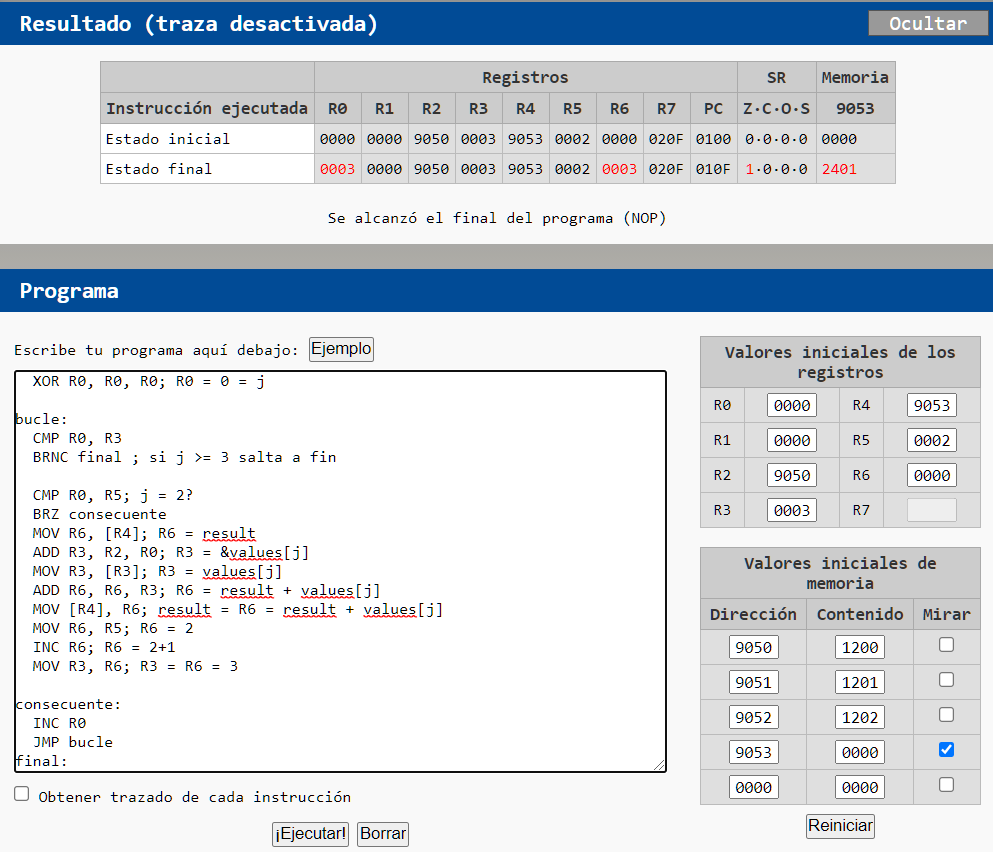 Resultado (traza desactivada)
Ocultar
Registros SR Memoria
Instrucción ejecutada R0 R1 R2 R3 R4 R5 R6 R7 PC Z·C·O·S 9053
Estado inicial 0000 0000 9050 0003 9053 0002 0000 020F 0100 0·0·0·0 0000
Estado final 0003 0000 9050 0003 9053 0002 0003 020F 010F 1·0·0·0 2401
Se alcanzó el final del programa (NOP)
Programa
Escribe tu programa aquí debajo: Ejemplo
XOR R0, R0, R0; R0 = 0 = j
bucle:
CMP R0, R3
BRNC final ; si j >= 3 salta a fin
CMP R0, R5; j = 2?
BRZ consecuente
MOV R6, [R4]; R6 = result
ADD R3, R2, R0; R3 = &values[j]
MOV R3, [R3]; R3 = values[j]
ADD R6, R6, R3; R6 = result + values[j]
MOV [R4], R6; result = R6 = result + values[j]
MOV R6, R5; R6 = 2
INC R6; R6 = 2+1
MOV R3, R6; R3 = R6 = 3
consecuente:
INC R0
JMP bucle
final:
Obtener trazado de cada instrucción
¡Ejecutar! Borrar
Valores iniciales de los
registros
R0 0000 R4 9053
R1 0000 R5 0002
R2 9050 R6 0000
R3 0003 R7
Valores iniciales de
memoria
Dirección Contenido Mirar
9050 1200
9051 1201
9052 1202
9053 0000
0000 0000
Reiniciar